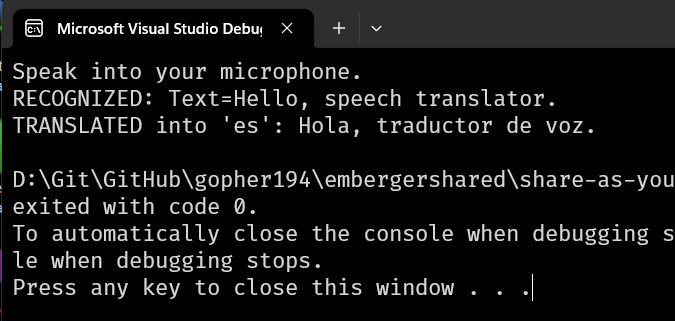 Microsoft Visual Studio Debug
Speak into your microphone.
RECOGNIZED: Text=Hello, speech translator.
TRANSLATED into 'es': Hola, traductor de voz.
D:\Git\GitHub\gopher194\embergershared\share-as-you
exited with code 0.
To automatically close the console when debugging s
le when debugging stops.
Press any key to close this window . . .